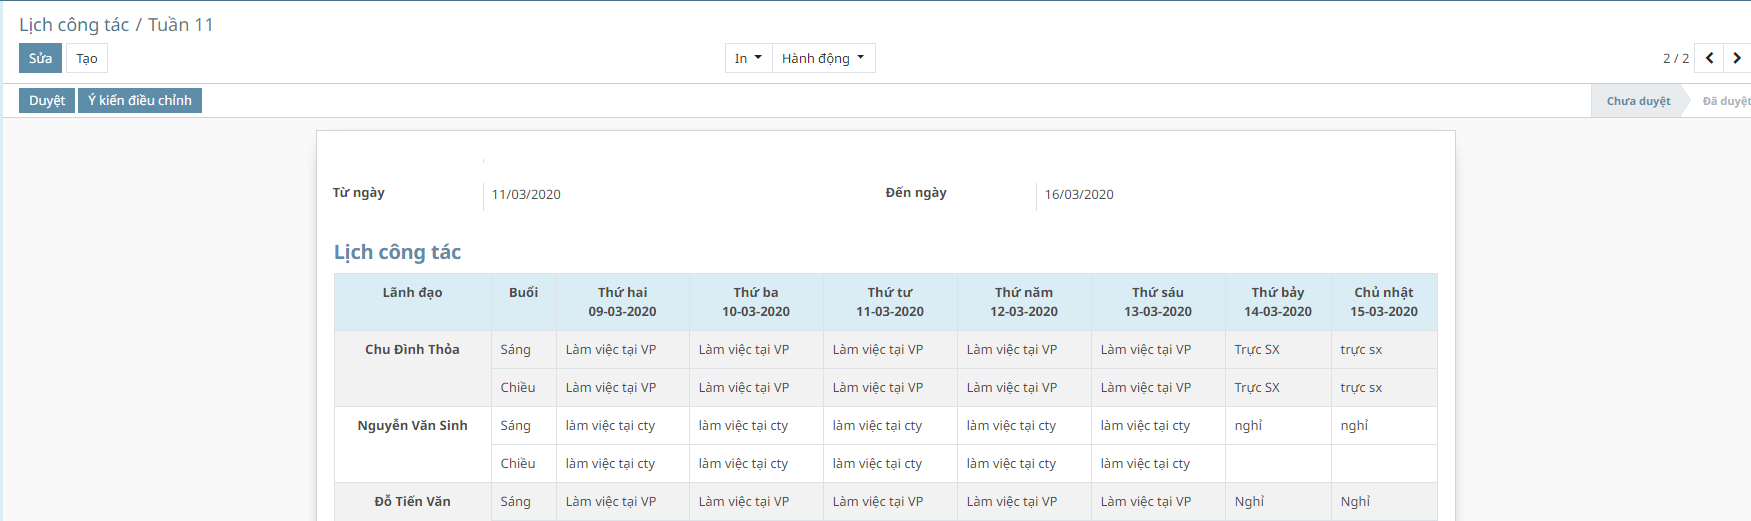 Lịch công tác / Tuần 11
Sửa Tạo In Hành động 2 / 2
Duyệt Ý kiến điều chỉnh Chưa duyệt Đã duyệt
Từ ngày 11/03/2020 Đến ngày 16/03/2020
Lịch công tác
Lãnh đạo Buổi Thứ hai Thứ ba Thứ tư Thứ năm Thứ sáu Thứ bảy Chủ nhật
09-03-2020 10-03-2020 11-03-2020 12-03-2020 13-03-2020 14-03-2020 15-03-2020
Chu Đình Thỏa Sáng Làm việc tại VP Làm việc tại VP Làm việc tại VP Làm việc tại VP Làm việc tại VP Trực SX trực sx
Chiều Làm việc tại VP Làm việc tại VP Làm việc tại VP Làm việc tại VP Làm việc tại VP Trực SX trực sx
Nguyễn Văn Sinh Sáng làm việc tại cty làm việc tại cty làm việc tại cty làm việc tại cty làm việc tại cty nghỉ nghỉ
Chiều làm việc tại cty làm việc tại cty làm việc tại cty làm việc tại cty làm việc tại cty
Đỗ Tiến Văn Sáng Làm việc tại VP Làm việc tại VP Làm việc tại VP Làm việc tại VP Làm việc tại VP Nghỉ Nghỉ